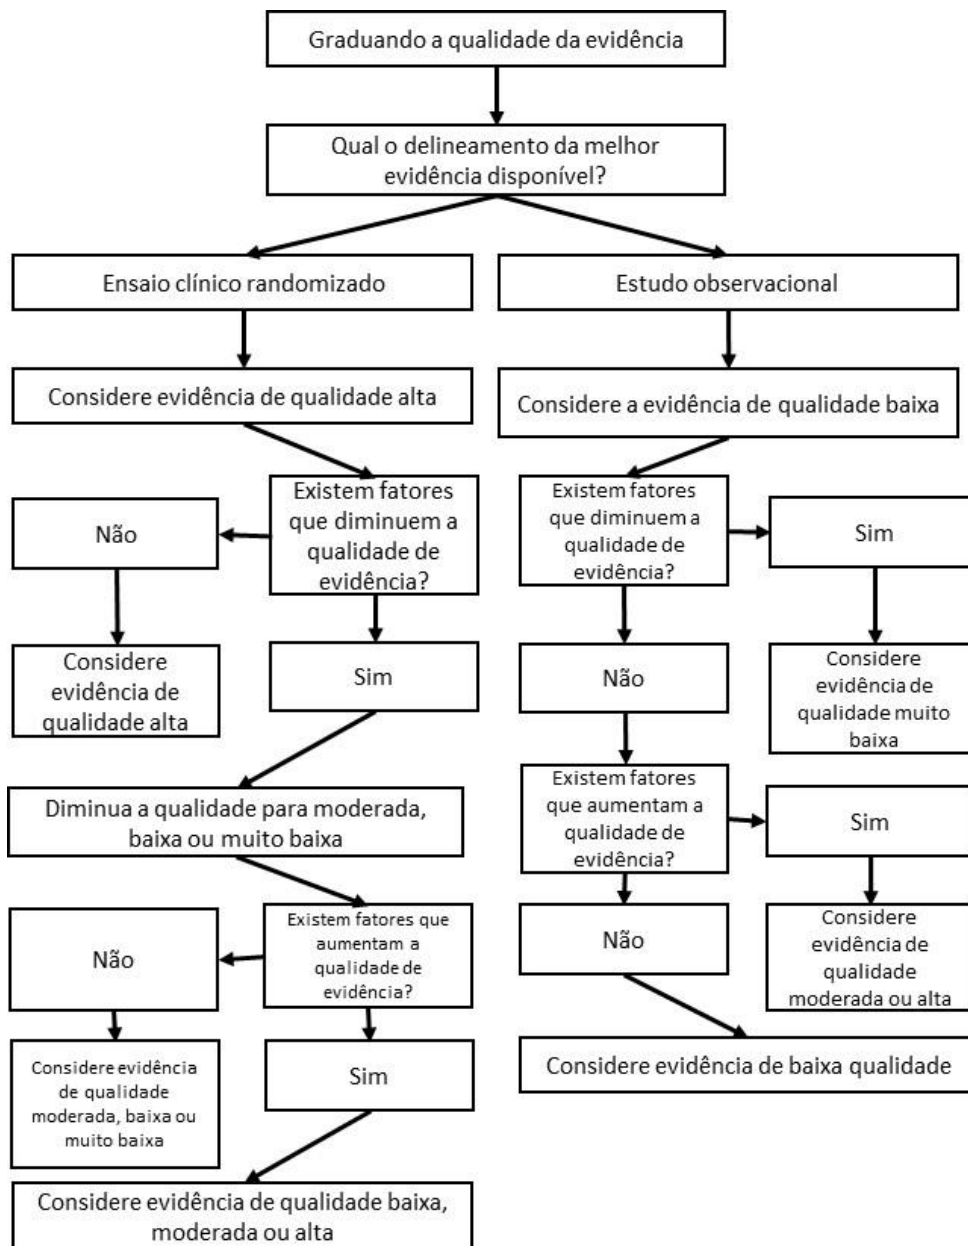 Graduando a qualidade da evidência
Qual o delineamento da melhor
evidência disponível?
Ensaio clínico randomizado
Estudo observacional
Considere evidência de qualidade alta
Considere a evidência de qualidade baixa
Existem fatores
que diminuem a
qualidade de
evidência?
Não
Existem fatores
que diminuem a
qualidade de
evidência?
Sim
Considere
evidência de
qualidade alta
Sim
Não
Considere
evidência de
qualidade muito
baixa
Diminua a qualidade para moderada,
baixa ou muito baixa
Existem fatores
que aumentam a
qualidade de
evidência?
Sim
Não
Existem fatores que
aumentam a
qualidade de
evidência?
Não
Considere
evidência de
qualidade
moderada ou alta
Considere evidência
de qualidade
moderada, baixa ou
muito baixa
Sim
Considere evidência de baixa qualidade
Considere evidência de qualidade baixa,
moderada ou alta